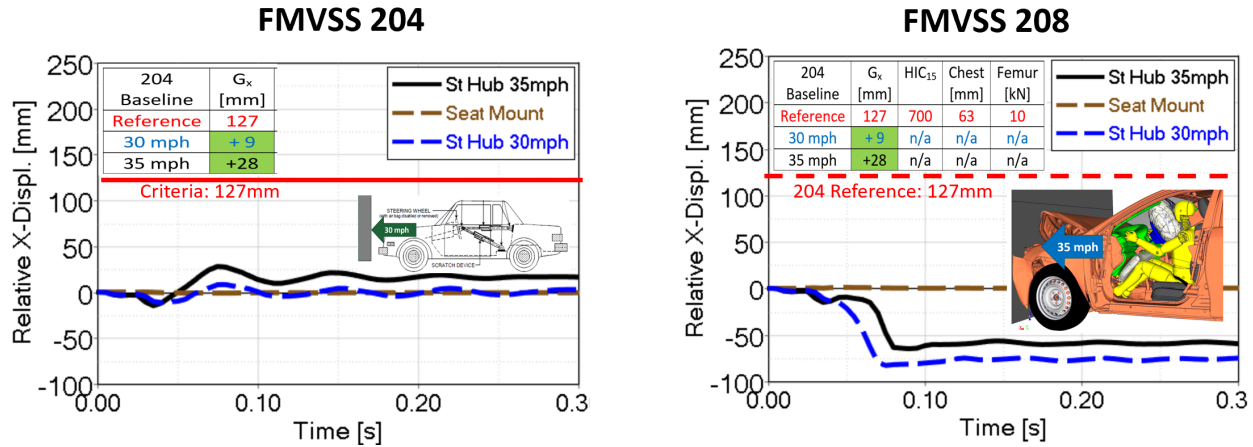 FMVSS 204
250
200
150
100
50
0
-50
-100
Relative X-Displ. [mm]
204 Baseline Gx [mm]
Reference 127
30 mph + 9
35 mph +28
St Hub 35mph
Seat Mount
St Hub 30mph
Criteria: 127mm
STEERING WHEEL
30 mph
SCRATCH DEVICE
0.00 0.10 0.20 0.3
Time [s]
FMVSS 208
250
200
150
100
50
0
-50
-100
Relative X-Displ. [mm]
204 Baseline Gx [mm] HIC15 Chest [mm] Femur [kN]
Reference 127 700 63 10
30 mph + 9 n/a n/a n/a
35 mph +28 n/a n/a n/a
St Hub 35mph
Seat Mount
St Hub 30mph
204 Reference: 127mm
35 mph
0.00 0.10 0.20 0.3
Time [s]